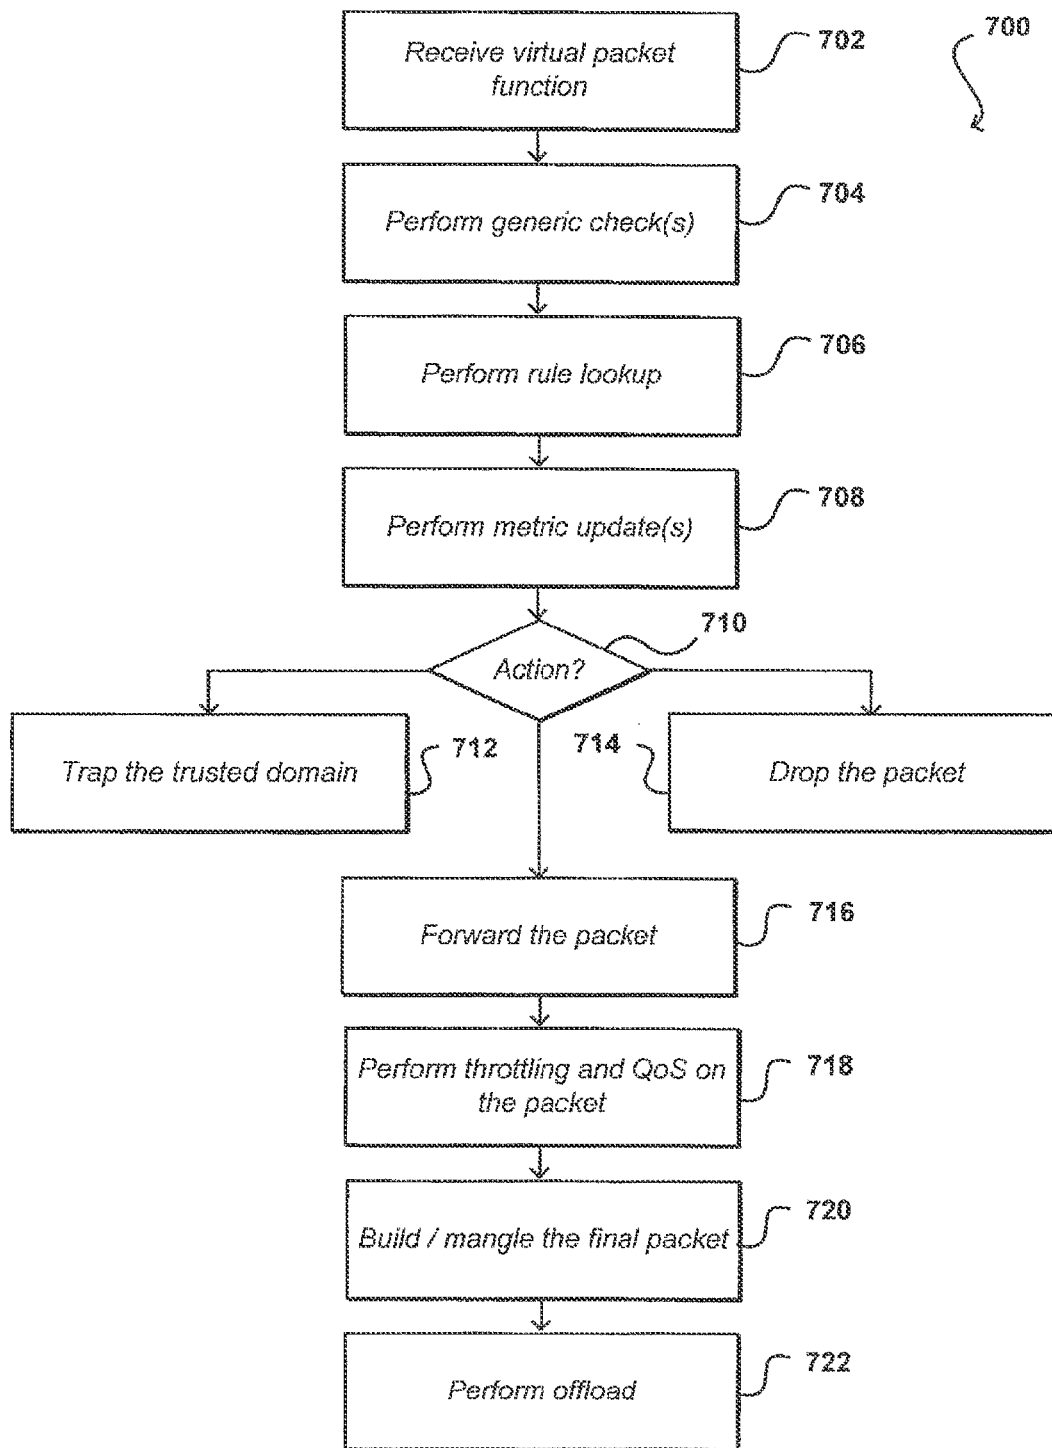 700
Receive virtual packet
function
702
Perform generic check(s)
704
Perform rule lookup
706
Perform metric update(s)
708
Action?
710
Trap the trusted domain
712
714
Drop the packet
Forward the packet
716
Perform throttling and QoS on
the packet
718
Build / mangle the final packet
720
Perform offload
722